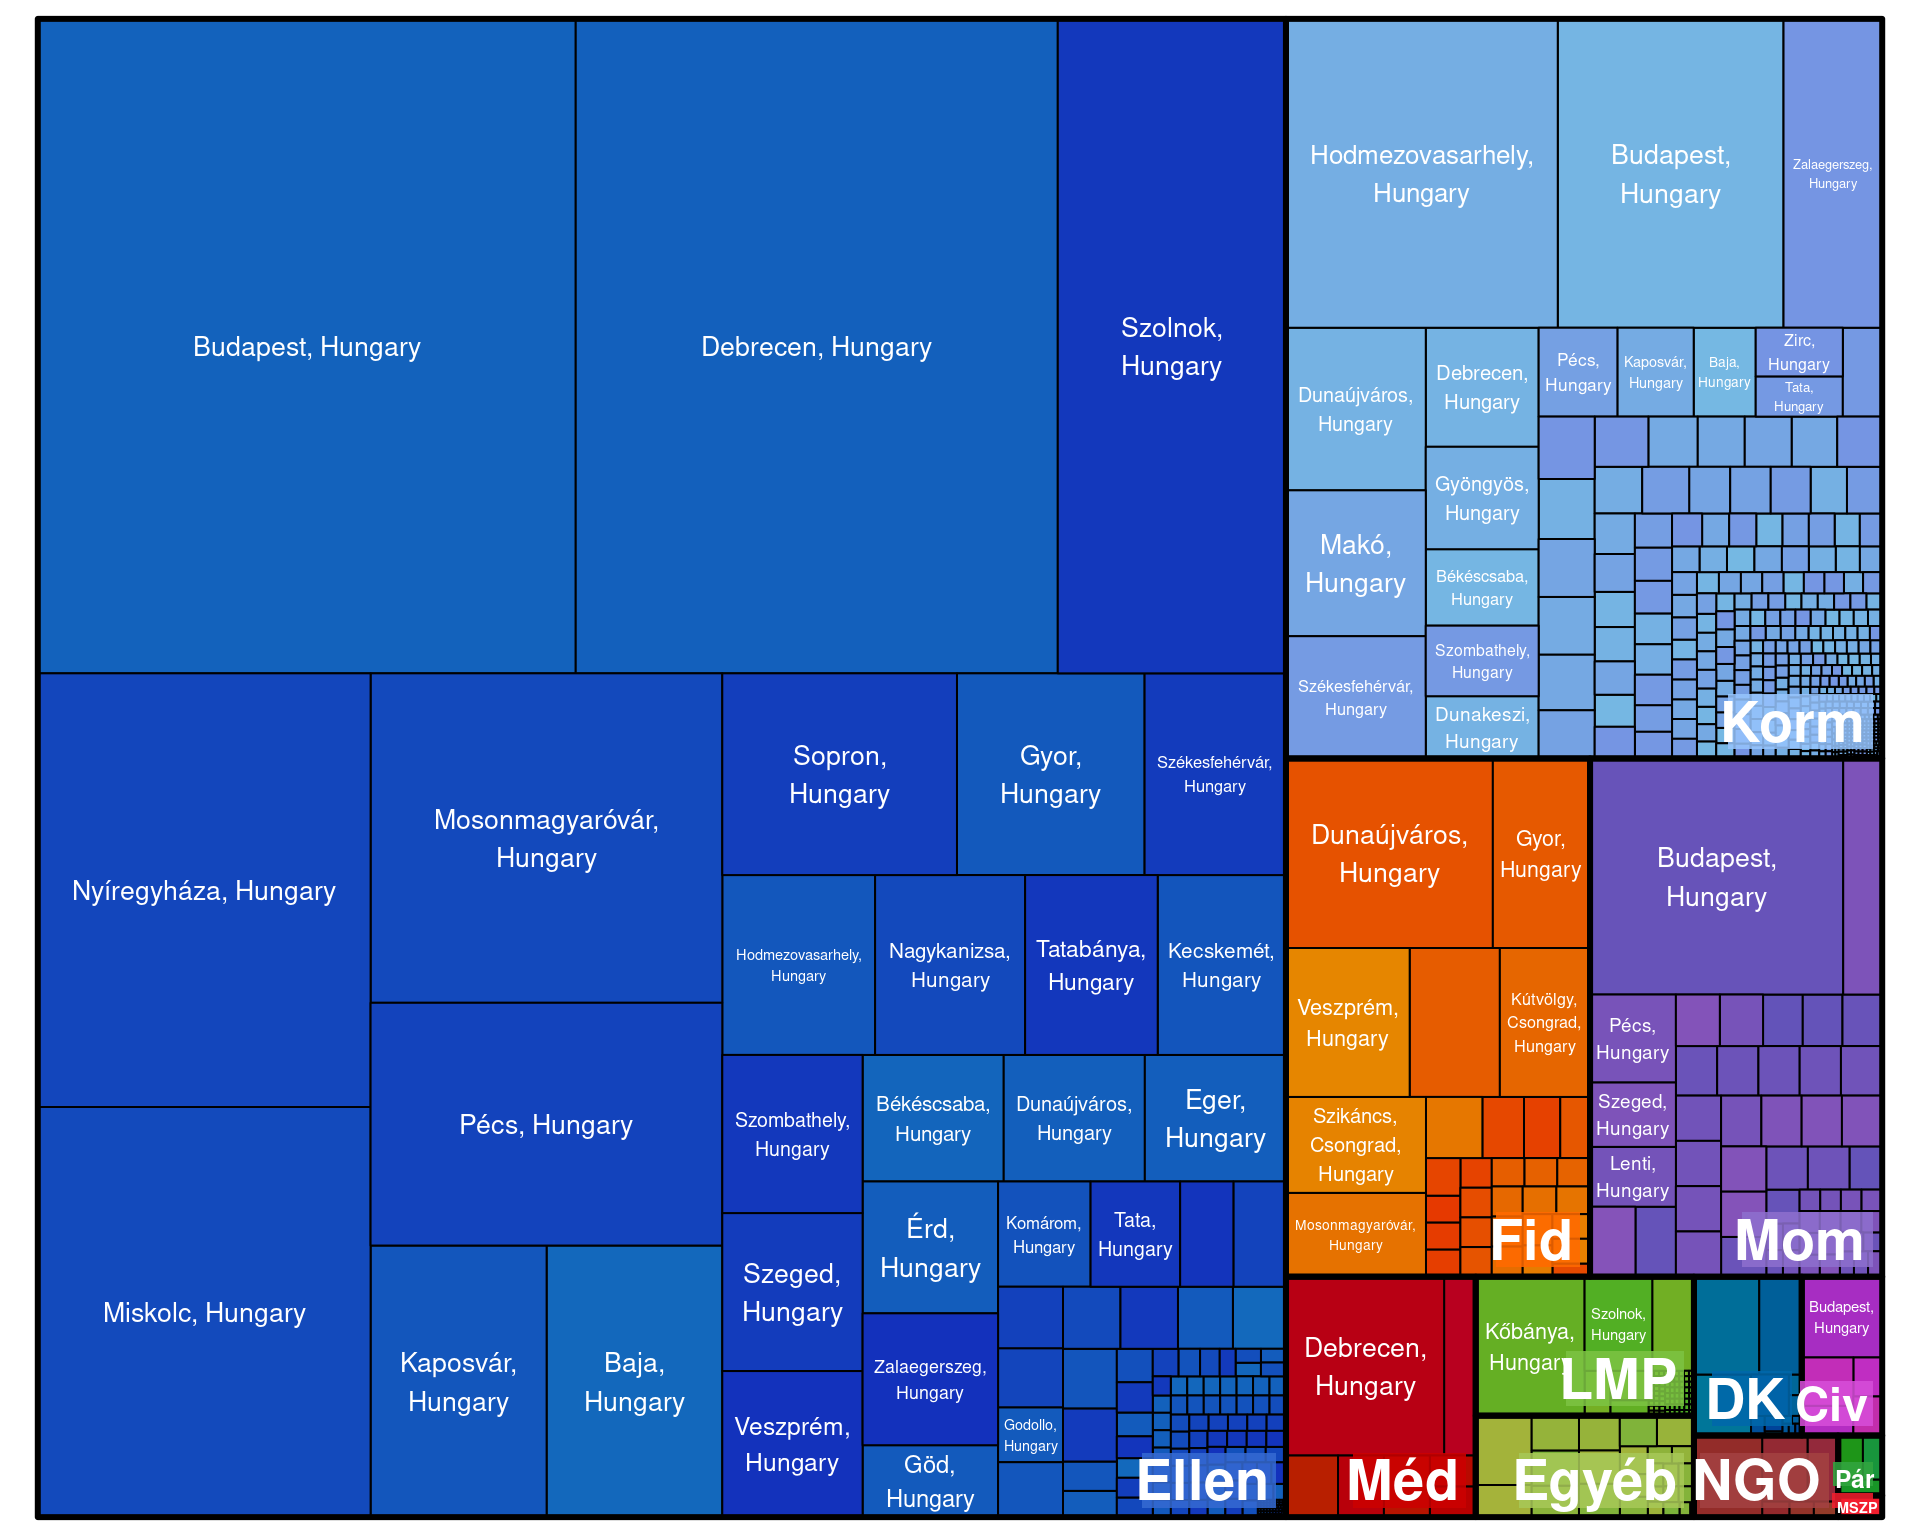 Budapest, Hungary
Debrecen, Hungary
Szolnok,
Hungary
Nyíregyháza, Hungary
Miskolc, Hungary
Mosonmagyaróvár,
Hungary
Pécs, Hungary
Kaposvár,
Hungary
Baja,
Hungary
Sopron,
Hungary
Gyor,
Hungary
Székesfehérvár,
Hungary
Hodmezovasarhely,
Hungary
Nagykanizsa,
Hungary
Tatabánya,
Hungary
Kecskemét,
Hungary
Szombathely,
Hungary
Szeged,
Hungary
Veszprém,
Hungary
Békéscsaba,
Hungary
Dunaújváros,
Hungary
Eger,
Hungary
Érd,
Hungary
Zalaegerszeg,
Hungary
Göd,
Hungary
Komárom,
Hungary
Tata,
Hungary
Godollo,
Hungary
Ellen
Hodmezovasarhely,
Hungary
Budapest,
Hungary
Zalaegerszeg,
Hungary
Dunaújváros,
Hungary
Makó,
Hungary
Székesfehérvár,
Hungary
Debrecen,
Hungary
Gyöngyös,
Hungary
Békéscsaba,
Hungary
Szombathely,
Hungary
Dunakeszi,
Hungary
Pécs,
Hungary
Kaposvár,
Hungary
Baja,
Hungary
Zirc,
Hungary
Tata,
Hungary
Korm
Dunaújváros,
Hungary
Gyor,
Hungary
Veszprém,
Hungary
Kútvölgy,
Csongrad,
Hungary
Szikáncs,
Csongrad,
Hungary
Mosonmagyaróvár,
Hungary
Fid
Budapest,
Hungary
Pécs,
Hungary
Szeged,
Hungary
Lenti,
Hungary
Mom
Debrecen,
Hungary
Méd
Kőbánya,
Hungary
Szolnok,
Hungary
LMP
Egyéb
DK
Budapest,
Hungary
Civ
NGO
Pár
MSZP